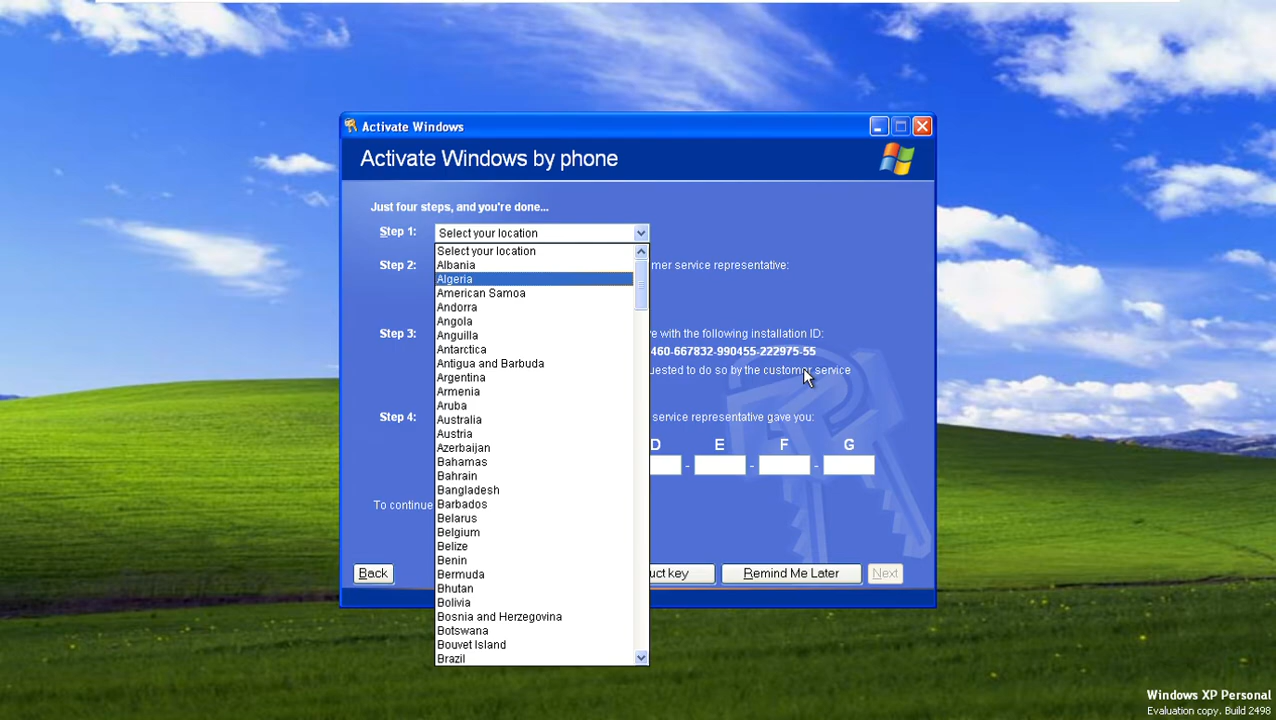 Activate Windows
Activate Windows by phone
Just four steps, and you're done...
Step 1:
Select your location
Select your location
Albania
Step 2:
mer service representative:
Algeria
American Samoa
Andorra
Angola
Step 3:
e with the following installation ID:
Anguilla
Antarctica
460-667832-990455-222975-55
Antigua and Barbuda
uested to do so by the customer service
Argentina
Armenia
Aruba
Step 4:
service representative gave you:
Australia
Austria
D E F G
Azerbaijan
Bahamas
- - -
Bahrain
Bangladesh
Barbados
To continue
Belarus
Belgium
Belize
Benin
Bermuda
Back
uct key
Remind Me Later
Next
Bhutan
Bolivia
Bosnia and Herzegovina
Botswana
Bouvet Island
Brazil
Windows XP Personal
Evaluation copy. Build 2498